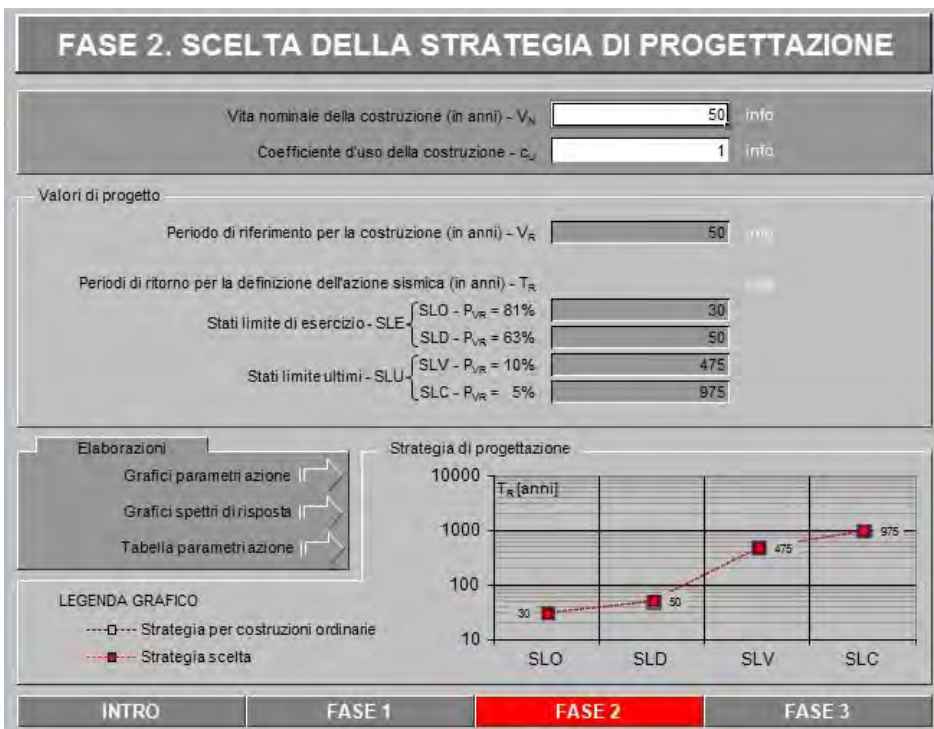 FASE 2. SCELTA DELLA STRATEGIA DI PROGETTAZIONE
Vita nominale della costruzione (in anni) - VN 50 info
Coefficiente d'uso della costruzione - cU 1 info
Valori di progetto
Periodo di riferimento per la costruzione (in anni) - VR 50 info
Periodi di ritorno per la definizione dell'azione sismica (in anni) - TR
Stati limite di esercizio - SLE
SLO - PVR = 81% 30
SLD - PVR = 63% 50
Stati limite ultimi - SLU
SLV - PVR = 10% 475
SLC - PVR = 5% 975
Elaborazioni
Grafici parametri azione
Grafici spettri di risposta
Tabella parametri azione
Strategia di progettazione
TR [anni]
10000
1000
100
10
30
50
475
975
SLO SLD SLV SLC
LEGENDA GRAFICO
Strategia per costruzioni ordinarie
Strategia scelta
INTRO FASE 1 FASE 2 FASE 3